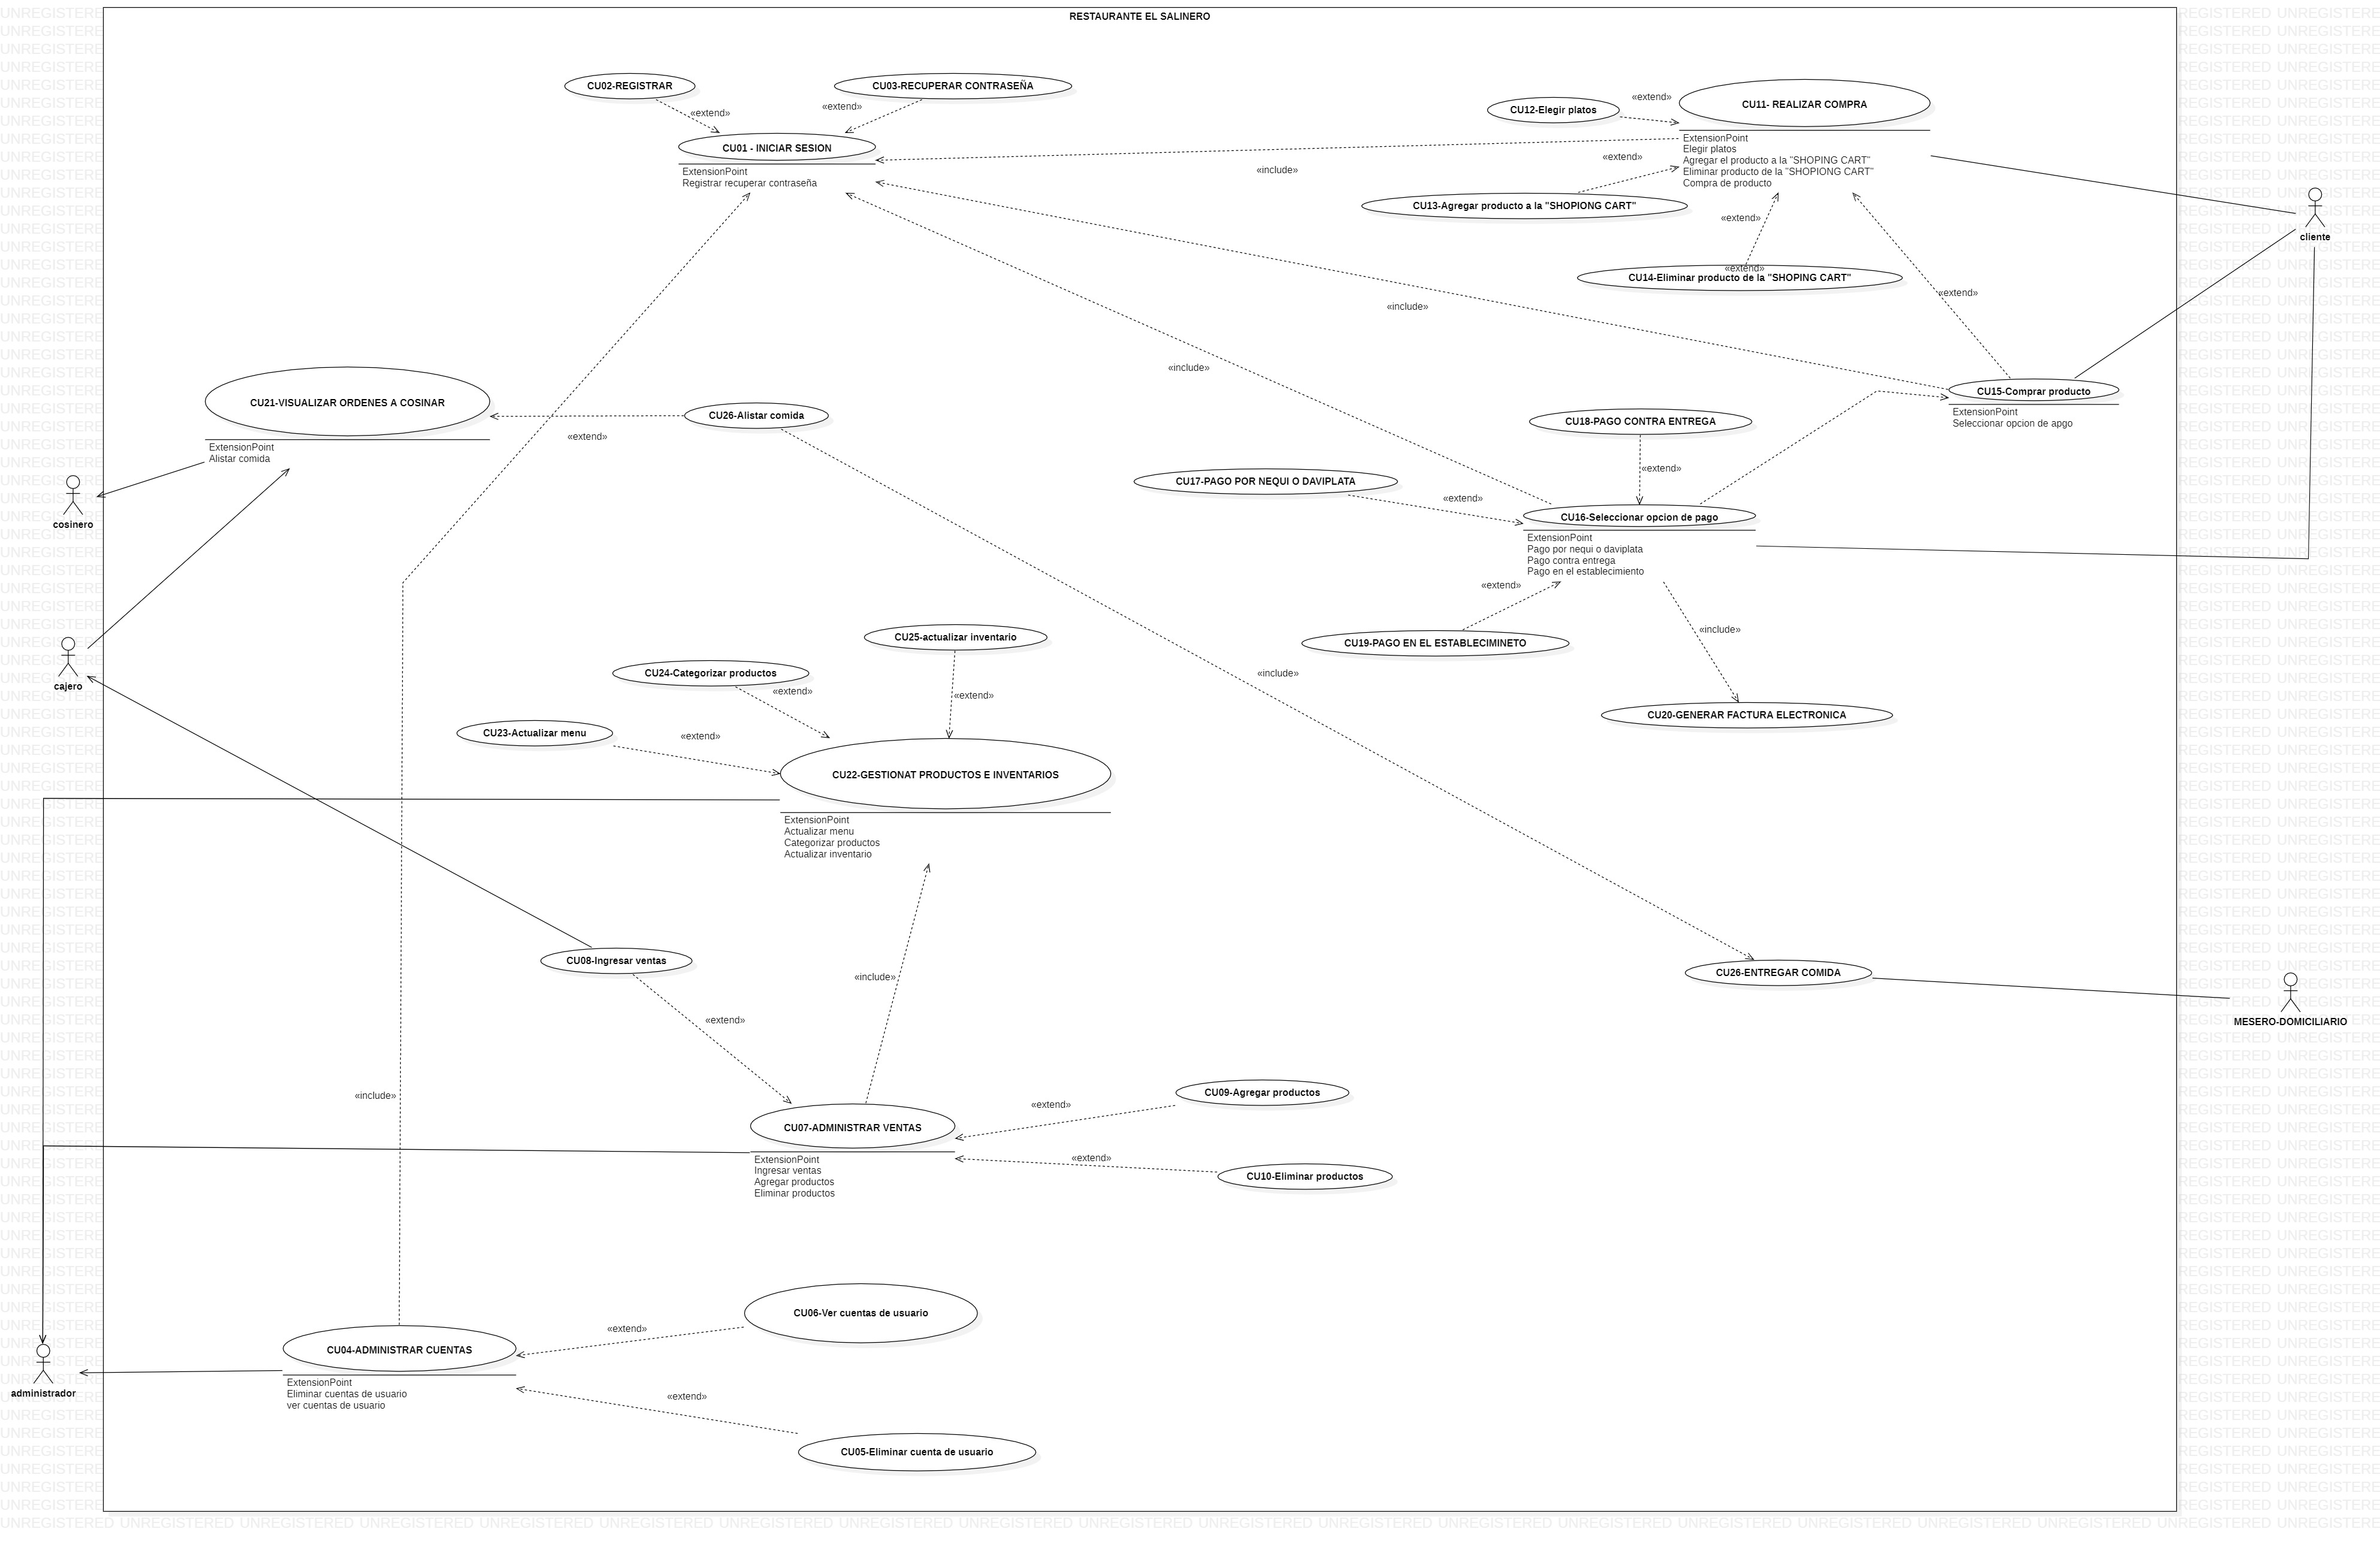 RESTAURANTE EL SALINERO
CU02-REGISTRAR
CU03-RECUPERAR CONTRASEÑA
«extend»
«extend»
CU01 - INICIAR SESION
ExtensionPoint
Registrar recuperar contraseña
CU12-Elegir platos
«extend»
CU11- REALIZAR COMPRA
ExtensionPoint
Elegir platos
Agregar el producto a la "SHOPING CART"
Eliminar producto de la "SHOPIONG CART"
Compra de producto
«extend»
«include»
CU13-Agregar producto a la "SHOPIONG CART"
«extend»
«extend»
CU14-Eliminar producto de la "SHOPING CART"
cliente
«extend»
«include»
«include»
CU15-Comprar producto
ExtensionPoint
Seleccionar opcion de apgo
CU21-VISUALIZAR ORDENES A COSINAR
ExtensionPoint
Alistar comida
CU26-Alistar comida
«extend»
CU18-PAGO CONTRA ENTREGA
«extend»
CU17-PAGO POR NEQUI O DAVIPLATA
«extend»
CU16-Seleccionar opcion de pago
ExtensionPoint
Pago por nequi o daviplata
Pago contra entrega
Pago en el establecimiento
cosinero
«extend»
CU19-PAGO EN EL ESTABLECIMINETO
«include»
CU20-GENERAR FACTURA ELECTRONICA
cajero
CU25-actualizar inventario
CU24-Categorizar productos
«extend»
«extend»
«include»
CU23-Actualizar menu
«extend»
CU22-GESTIONAT PRODUCTOS E INVENTARIOS
ExtensionPoint
Actualizar menu
Categorizar productos
Actualizar inventario
CU08-Ingresar ventas
«include»
CU26-ENTREGAR COMIDA
MESERO-DOMICILIARIO
«extend»
«include»
CU07-ADMINISTRAR VENTAS
ExtensionPoint
Ingresar ventas
Agregar productos
Eliminar productos
CU09-Agregar productos
«extend»
«extend»
CU10-Eliminar productos
CU06-Ver cuentas de usuario
«extend»
CU04-ADMINISTRAR CUENTAS
ExtensionPoint
Eliminar cuentas de usuario
ver cuentas de usuario
administrador
«extend»
CU05-Eliminar cuenta de usuario
UNREGISTERED UNREGISTERED UNREGISTERED UNREGISTERED UNREGISTERED UNREGISTERED UNREGISTERED UNREGISTERED UNREGISTERED UNREGISTERED UNREGISTERED UNREGISTERED UNREGISTERED UNREGISTERED UNREGISTERED UNREGISTERED UNREGISTERED UNREGISTERED UNREGISTERED UNREGISTERED